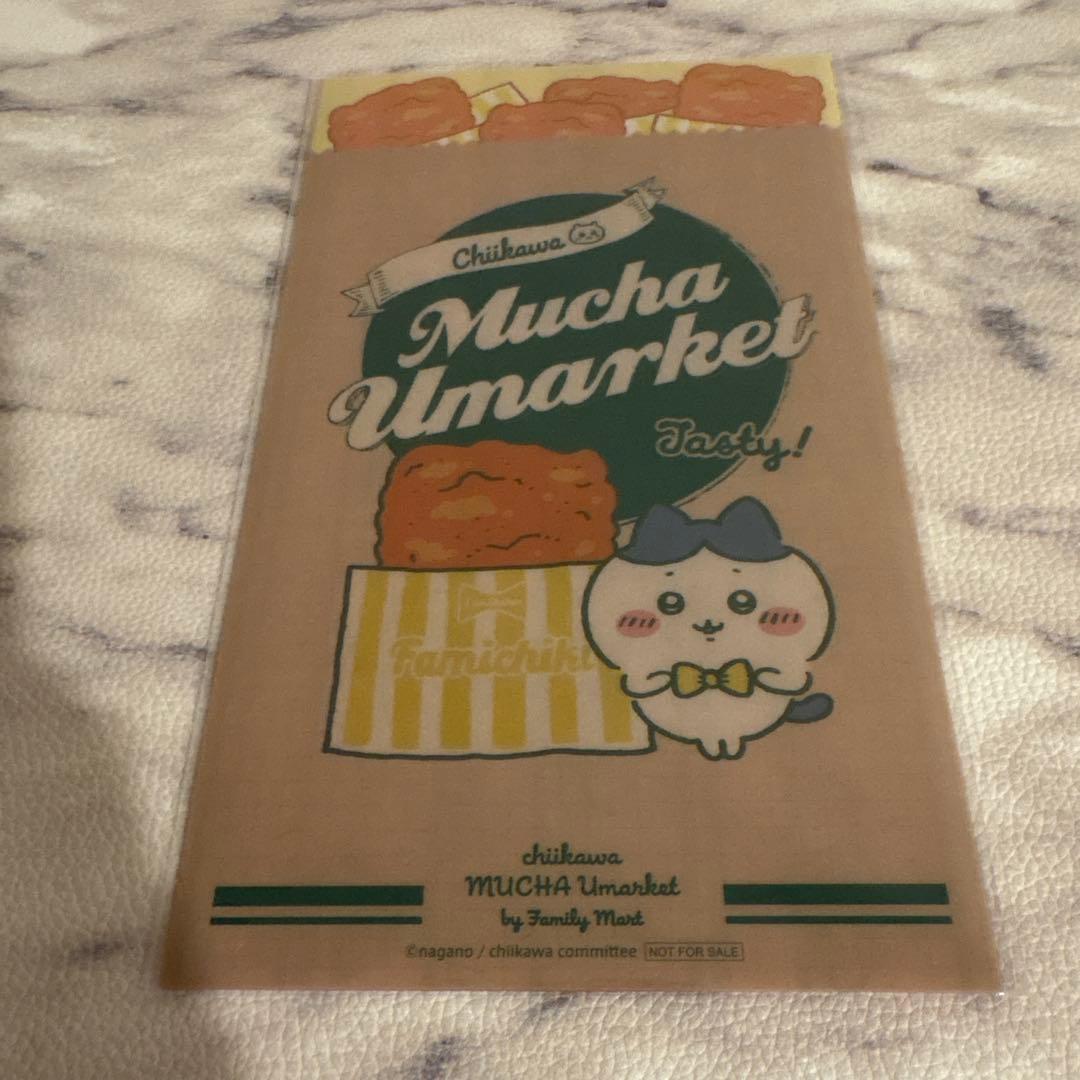 Chiikawa
Mucha
Umarket
Tasty!
Famichiki
chiikawa
MUCHA Umarket
by Family Mart
©nagano / chiikawa committee NOT FOR SALE